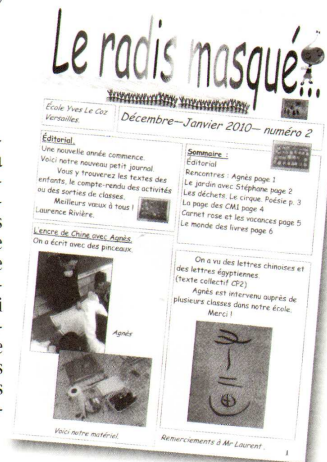 Le radis masqué...
École Yves Le Coz
Versailles.
Décembre—Janvier 2010— numéro 2
Éditorial.
Une nouvelle année commence.
Voici notre nouveau petit journal.
Vous y trouverez les textes des
enfants, le compte-rendu des activités
ou des sorties de classes.
Meilleurs vœux à tous !
Laurence Rivière.
Sommaire :
Éditorial
Rencontres : Agnès page 1
Le jardin avec Stéphane page 2
Les déchets. Le cirque. Poésie p. 3
La page des CM1 page 4
Carnet rose et les vacances page 5
Le monde des livres page 6
L'encre de Chine avec Agnès.
On a écrit avec des pinceaux.
Agnès
Voici notre matériel.
On a vu des lettres chinoises et
des lettres égyptiennes.
(texte collectif CP2)
Agnès est intervenu auprès de
plusieurs classes dans notre école.
Merci !
Remerciements à Mr Laurent.
1